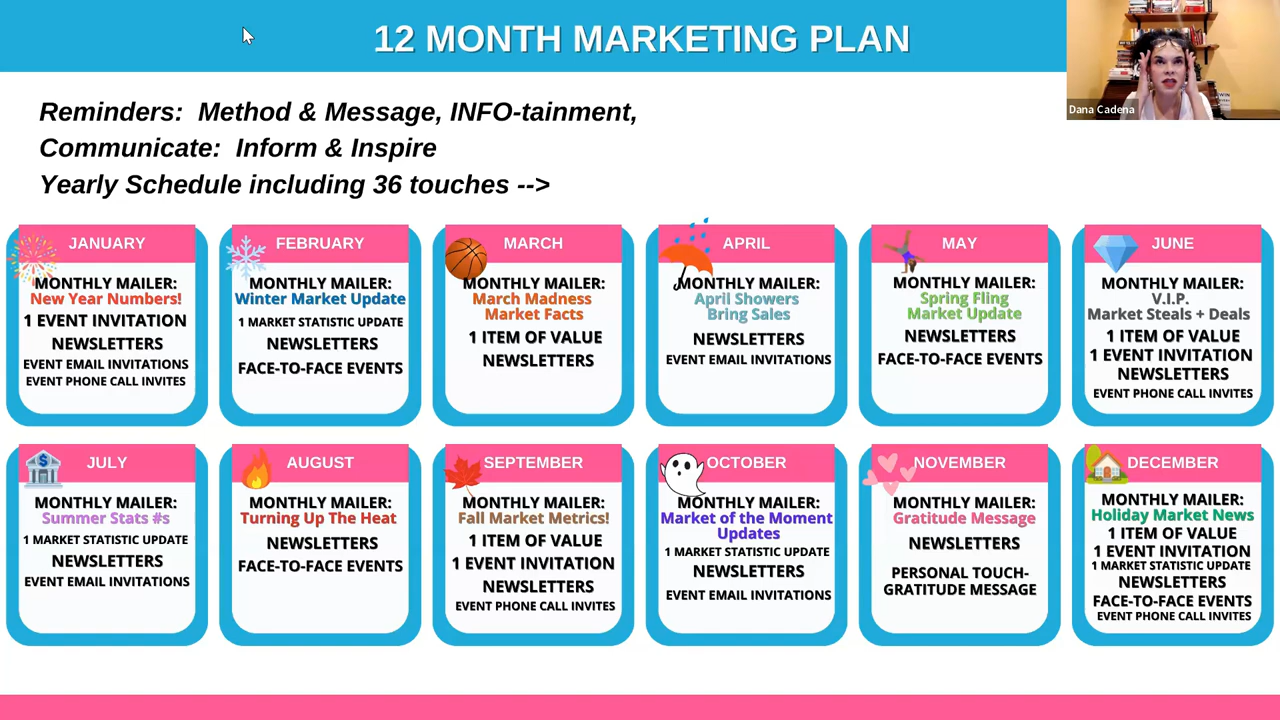 12 MONTH MARKETING PLAN
Dana Cadena
Reminders:  Method & Message, INFO-tainment,
Communicate:  Inform & Inspire
Yearly Schedule including 36 touches -->
JANUARY
MONTHLY MAILER:
New Year Numbers!
1 EVENT INVITATION
NEWSLETTERS
EVENT EMAIL INVITATIONS
EVENT PHONE CALL INVITES
FEBRUARY
MONTHLY MAILER:
Winter Market Update
1 MARKET STATISTIC UPDATE
NEWSLETTERS
FACE-TO-FACE EVENTS
MARCH
MONTHLY MAILER:
March Madness
Market Facts
1 ITEM OF VALUE
NEWSLETTERS
APRIL
MONTHLY MAILER:
April Showers
Bring Sales
NEWSLETTERS
EVENT EMAIL INVITATIONS
MAY
MONTHLY MAILER:
Spring Fling
Market Update
NEWSLETTERS
FACE-TO-FACE EVENTS
JUNE
MONTHLY MAILER:
V.I.P.
Market Steals + Deals
1 ITEM OF VALUE
1 EVENT INVITATION
NEWSLETTERS
EVENT PHONE CALL INVITES
JULY
MONTHLY MAILER:
Summer Stats #s
1 MARKET STATISTIC UPDATE
NEWSLETTERS
EVENT EMAIL INVITATIONS
AUGUST
MONTHLY MAILER:
Turning Up The Heat
NEWSLETTERS
FACE-TO-FACE EVENTS
SEPTEMBER
MONTHLY MAILER:
Fall Market Metrics!
1 ITEM OF VALUE
1 EVENT INVITATION
NEWSLETTERS
EVENT PHONE CALL INVITES
OCTOBER
MONTHLY MAILER:
Market of the Moment
Updates
1 MARKET STATISTIC UPDATE
NEWSLETTERS
EVENT EMAIL INVITATIONS
NOVEMBER
MONTHLY MAILER:
Gratitude Message
NEWSLETTERS
PERSONAL TOUCH-
GRATITUDE MESSAGE
DECEMBER
MONTHLY MAILER:
Holiday Market News
1 ITEM OF VALUE
1 EVENT INVITATION
1 MARKET STATISTIC UPDATE
NEWSLETTERS
FACE-TO-FACE EVENTS
EVENT PHONE CALL INVITES